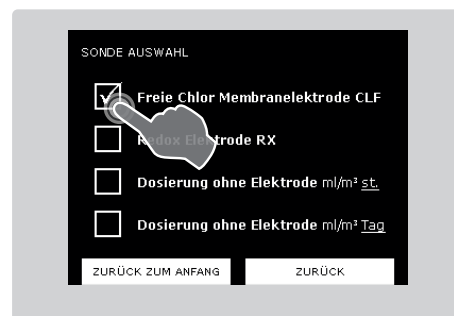 SONDE AUSWAHL
Freie Chlor Membranelektrode CLF
Redox Elektrode RX
Dosierung ohne Elektrode ml/m³ st.
Dosierung ohne Elektrode ml/m³ Tag
ZURÜCK ZUM ANFANG
ZURÜCK